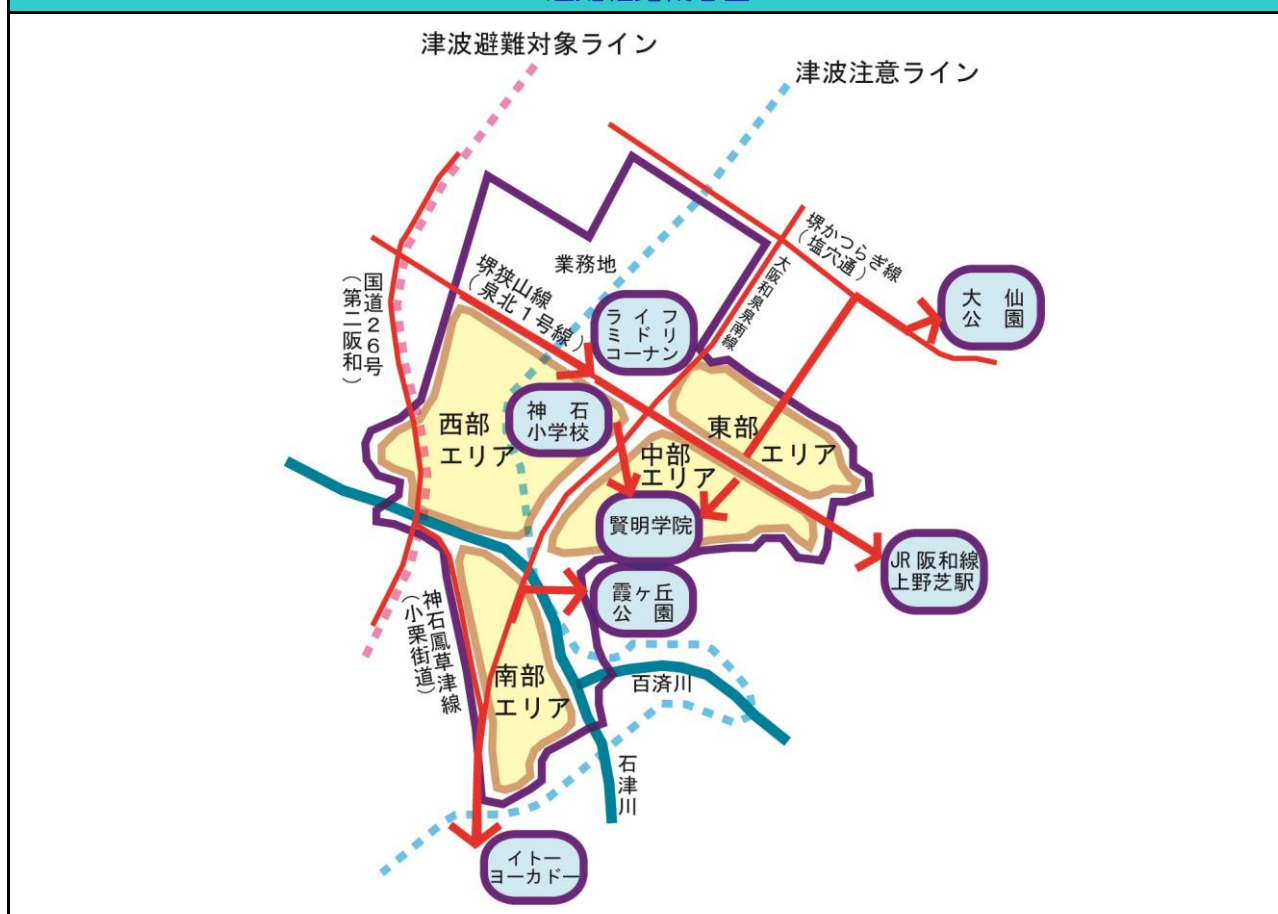 津波避難対象ライン
津波注意ライン
堺かつらぎ線
(塩穴通)
大阪和泉泉南線
業務地
堺狭山線
(泉北1号線)
国道26号
(第二阪和)
ライフ
ミドリ
コーナン
大仙
公園
神石
小学校
西部
エリア
東部
エリア
中部
エリア
賢明学院
JR阪和線
上野芝駅
霞ヶ丘
公園
神石鳳草津線
(小栗街道)
南部
エリア
百済川
石津川
イトー
ヨーカドー